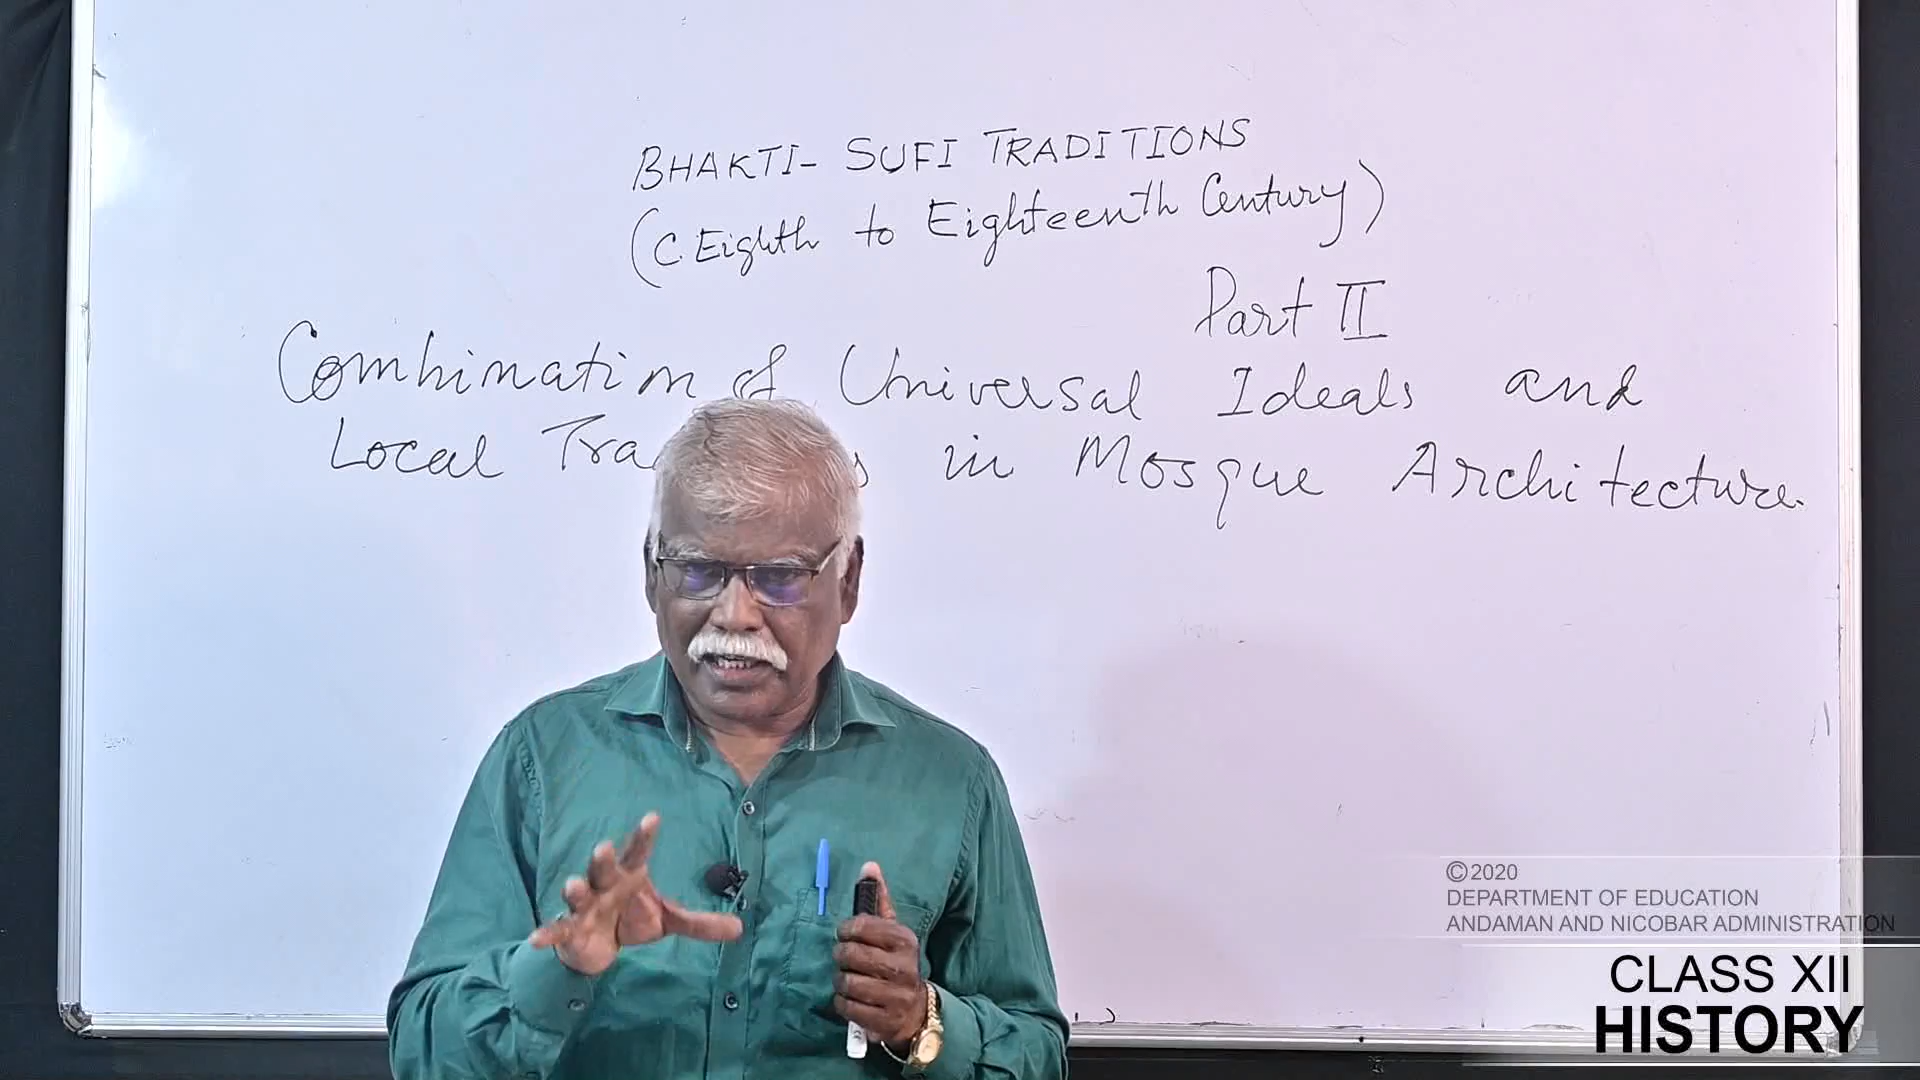 BHAKTI- SUFI TRADITIONS
(C. Eighth to Eighteenth Century)
Part II
Combination of Universal Ideals and
Local in Mosque Architecture.
©2020
DEPARTMENT OF EDUCATION
ANDAMAN AND NICOBAR ADMINISTRATION
CLASS XII
HISTORY